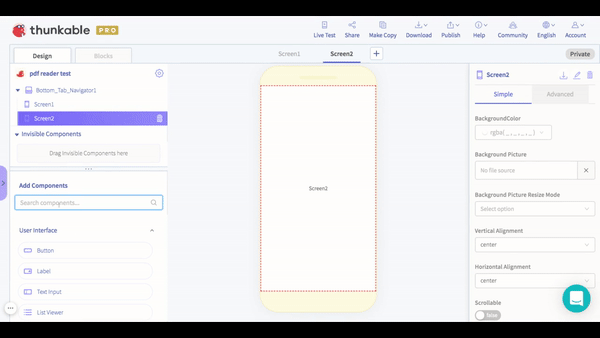 thunkable PRO
Live Test
Share
Make Copy
Download
Publish
Help
Community
English
Account
Design
Blocks
Screen1
Screen2
+
Private
pdf reader test
Bottom_Tab_Navigator1
Screen1
Screen2
Invisible Components
Drag Invisible Components here
Add Components
Search components...
User Interface
Button
Label
Text Input
List Viewer
Screen2
Screen2
Simple
Advanced
BackgroundColor
rgba(_,_,_,_)
Background Picture
No file source
Background Picture Resize Mode
Select option
Vertical Alignment
center
Horizontal Alignment
center
Scrollable
false